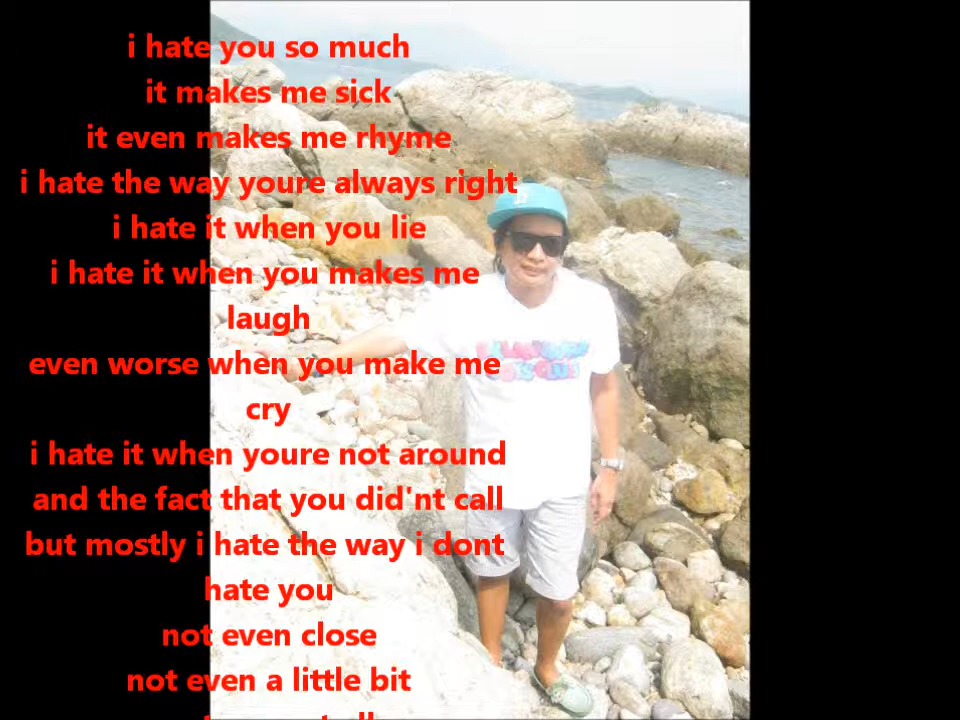 i hate you so much
it makes me sick
it even makes me rhyme
i hate the way youre always right
i hate it when you lie
i hate it when you makes me
laugh
even worse when you make me
cry
i hate it when youre not around
and the fact that you did'nt call
but mostly i hate the way i dont
hate you
not even close
not even a little bit